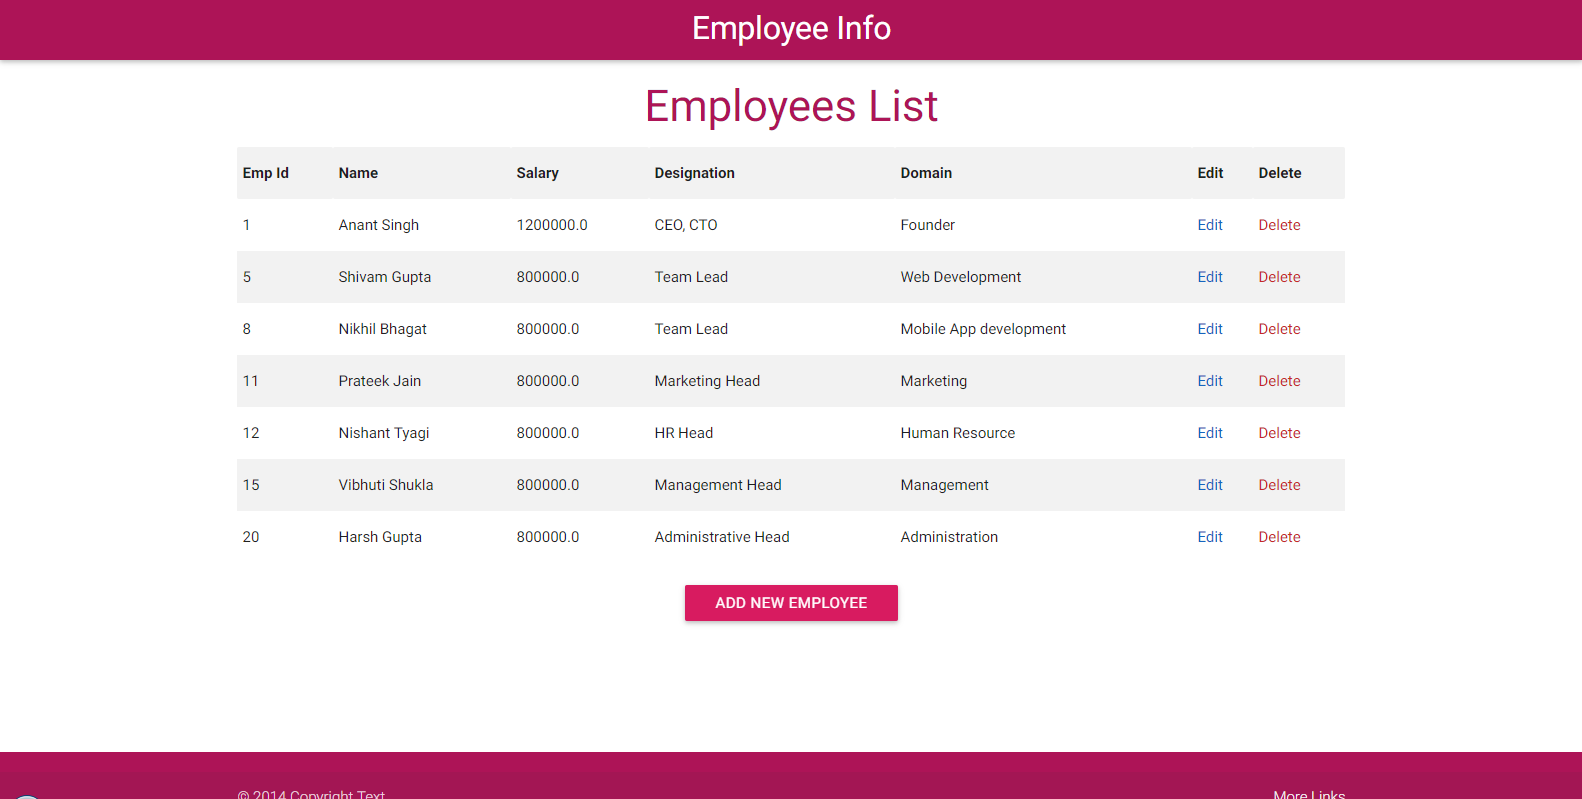 Employee Info
Employees List
Emp Id Name Salary Designation Domain Edit Delete
1 Anant Singh 1200000.0 CEO, CTO Founder Edit Delete
5 Shivam Gupta 800000.0 Team Lead Web Development Edit Delete
8 Nikhil Bhagat 800000.0 Team Lead Mobile App development Edit Delete
11 Prateek Jain 800000.0 Marketing Head Marketing Edit Delete
12 Nishant Tyagi 800000.0 HR Head Human Resource Edit Delete
15 Vibhuti Shukla 800000.0 Management Head Management Edit Delete
20 Harsh Gupta 800000.0 Administrative Head Administration Edit Delete
ADD NEW EMPLOYEE
© 2014 Copyright Text More Links